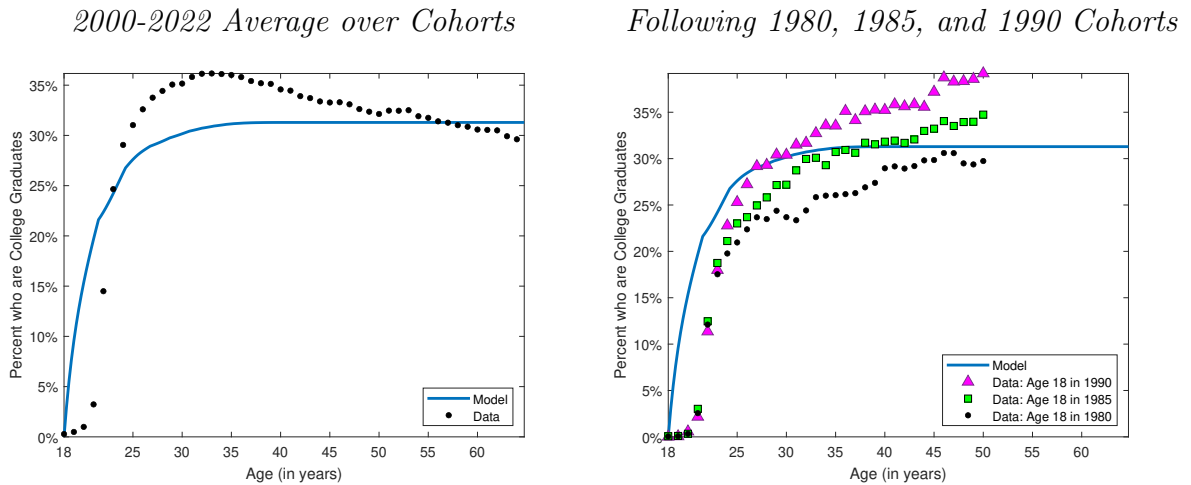 2000-2022 Average over Cohorts
Percent who are College Graduates
35%
30%
25%
20%
15%
10%
5%
0%
18 25 30 35 40 45 50 55 60
Age (in years)
Model
Data
Following 1980, 1985, and 1990 Cohorts
Percent who are College Graduates
35%
30%
25%
20%
15%
10%
5%
0%
18 25 30 35 40 45 50 55 60
Age (in years)
Model
Data: Age 18 in 1990
Data: Age 18 in 1985
Data: Age 18 in 1980